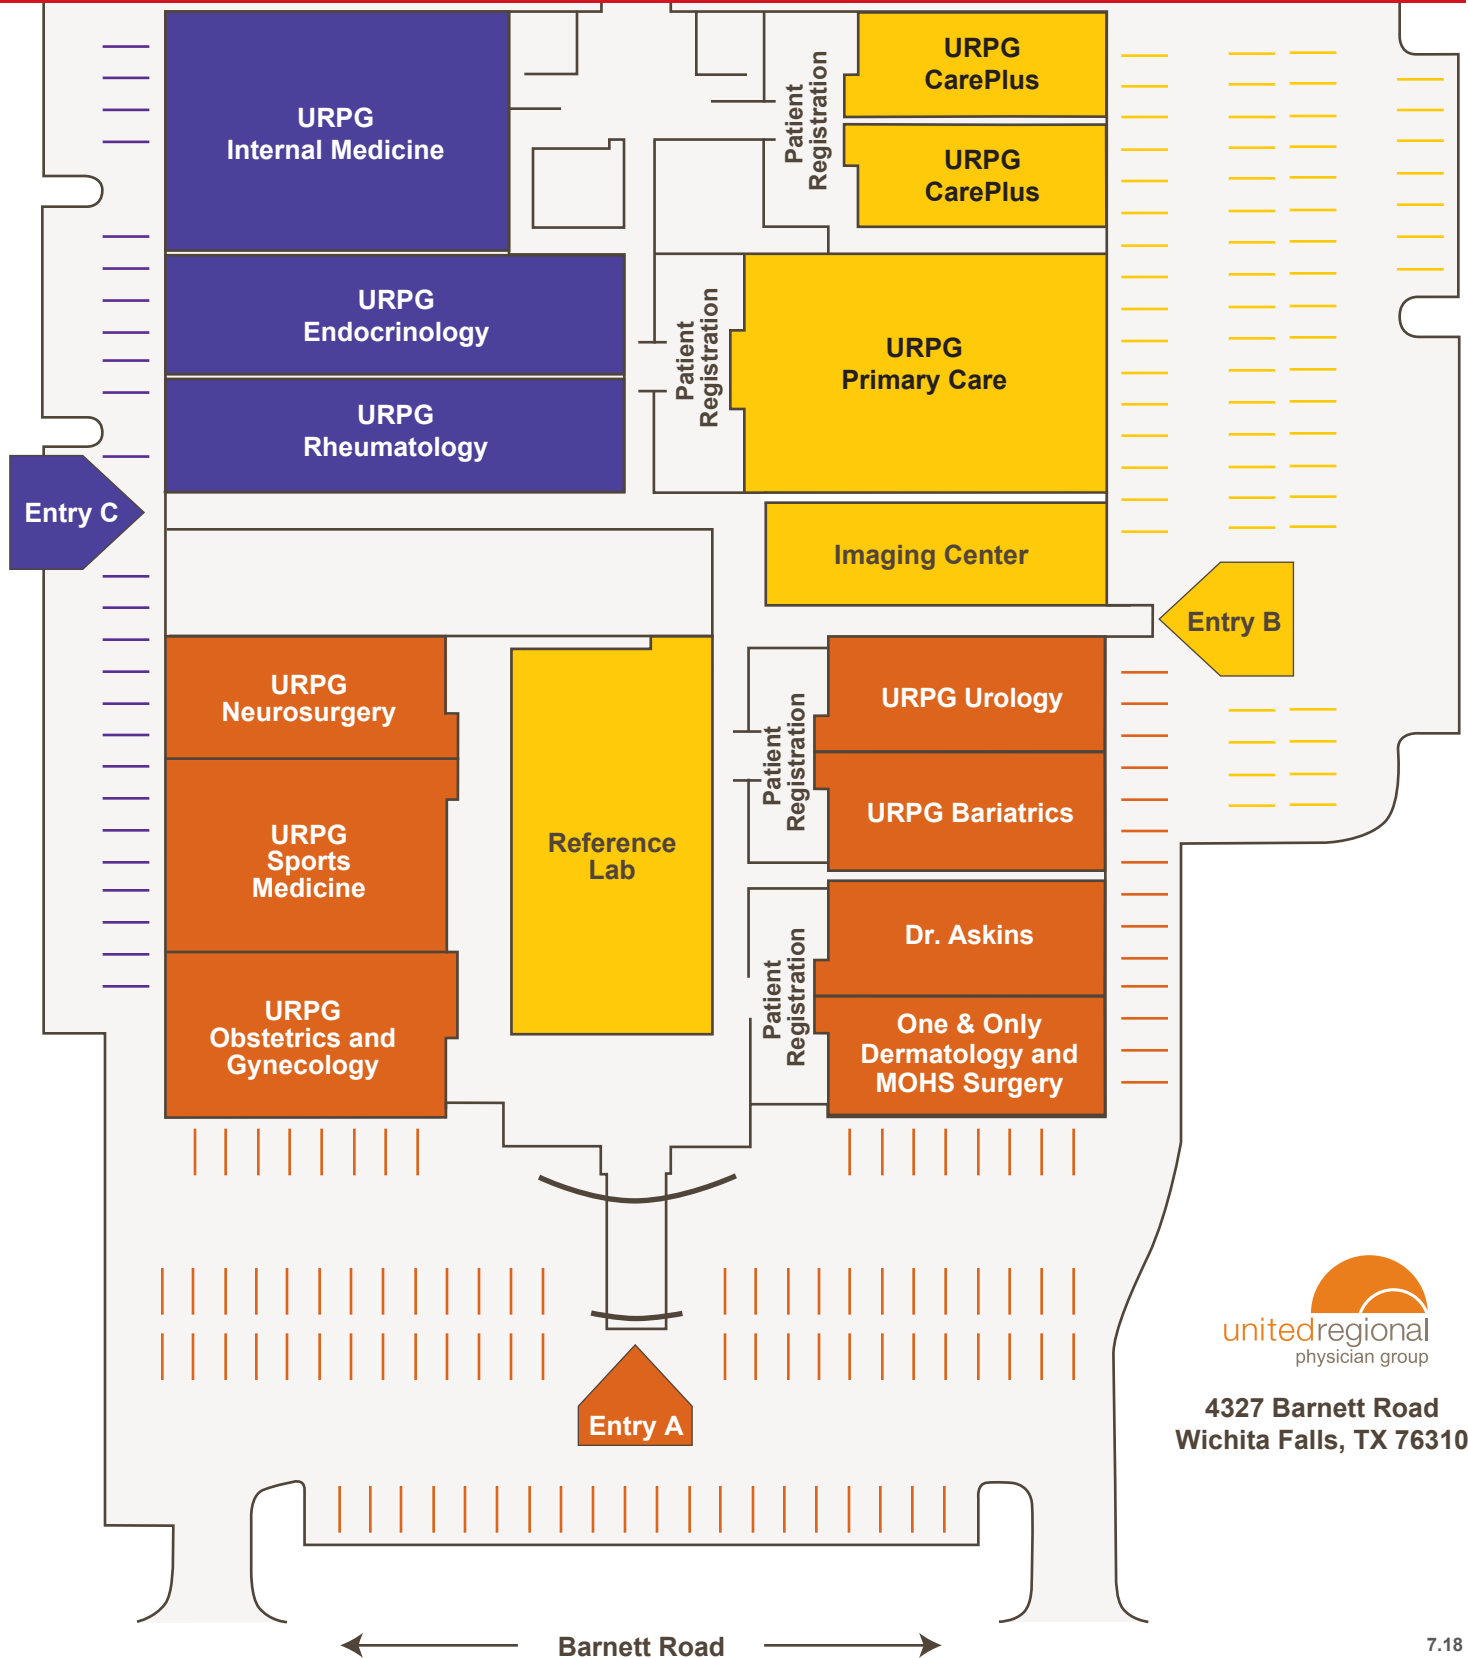 URPG
Internal Medicine
Patient
Registration
URPG
CarePlus
URPG
CarePlus
URPG
Endocrinology
URPG
Rheumatology
Patient
Registration
URPG
Primary Care
Entry C
Imaging Center
Entry B
URPG
Neurosurgery
URPG
Sports
Medicine
URPG
Obstetrics and
Gynecology
Reference
Lab
Patient
Registration
URPG Urology
URPG Bariatrics
Patient
Registration
Dr. Askins
One & Only
Dermatology and
MOHS Surgery
Entry A
unitedregional
physician group
4327 Barnett Road
Wichita Falls, TX 76310
Barnett Road
7.18